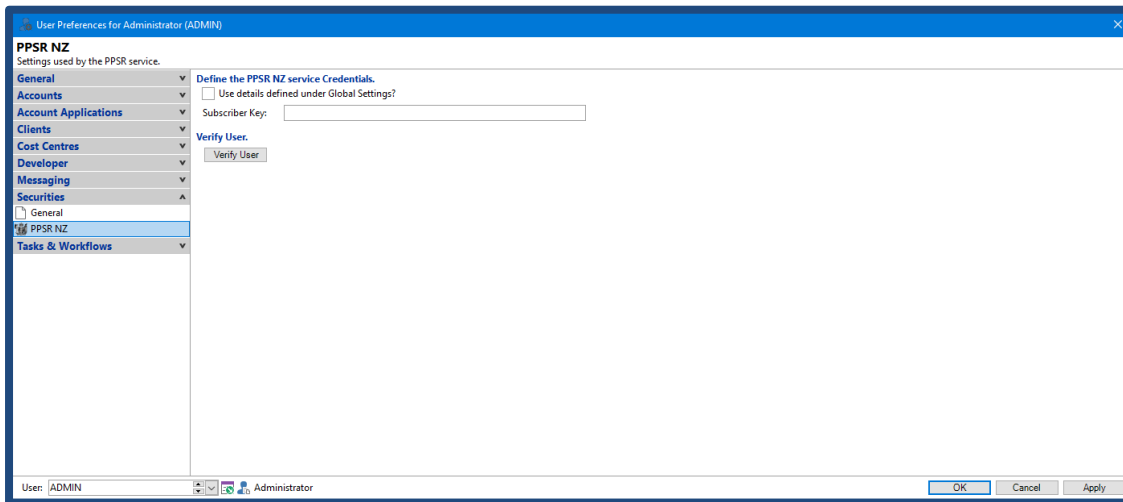 User Preferences for Administrator (ADMIN)
PPSR NZ
Settings used by the PPSR service.
General
Accounts
Account Applications
Clients
Cost Centres
Developer
Messaging
Securities
General
PPSR NZ
Tasks & Workflows
Define the PPSR NZ service Credentials.
Use details defined under Global Settings?
Subscriber Key:
Verify User.
Verify User
User: ADMIN Administrator OK Cancel Apply